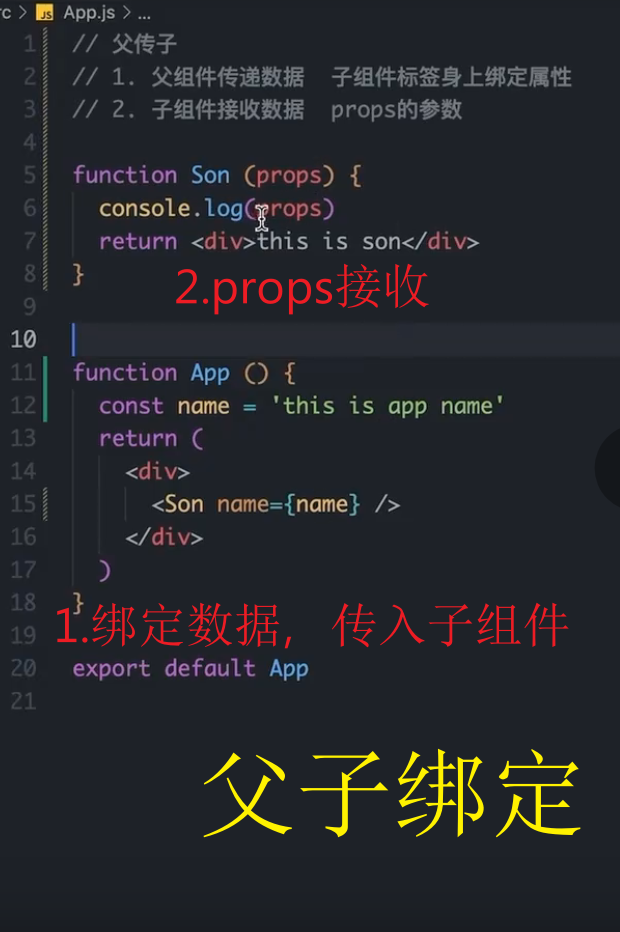 rc > JS App.js > ...
1 // 父传子
2 // 1. 父组件传递数据 子组件标签身上绑定属性
3 // 2. 子组件接收数据 props的参数
4
5 function Son (props) {
6 console.log(props)
7 return <div>this is son</div>
8 }
2.props接收
9
10
11 function App () {
12 const name = 'this is app name'
13 return (
14 <div>
15 <Son name={name} />
16 </div>
17 )
18 }
1.绑定数据，传入子组件
19
20 export default App
21
父子绑定